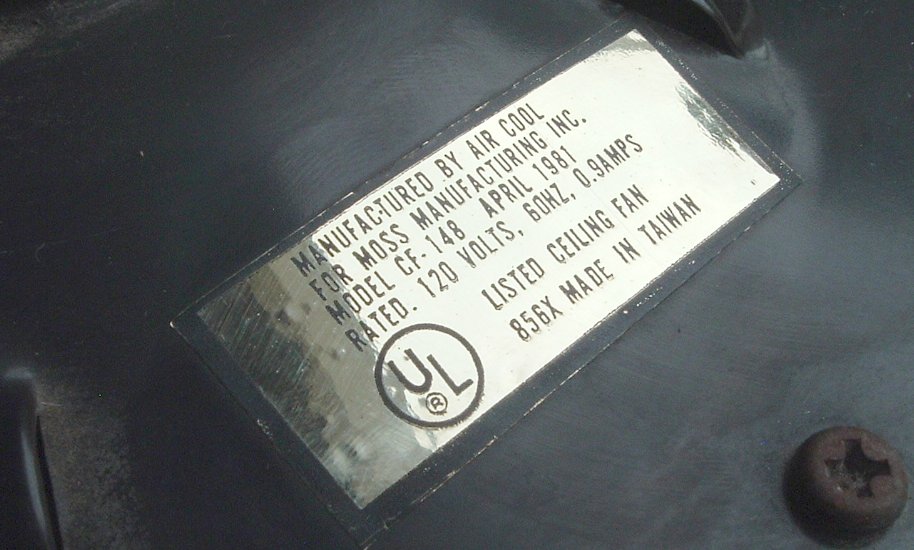 MANUFACTURED BY AIR COOL
FOR MOSS MANUFACTURING INC.
MODEL CF-148 APRIL 1981
RATED. 120 VOLTS, 60HZ, 0.9AMPS
UL®
LISTED CEILING FAN
856X MADE IN TAIWAN